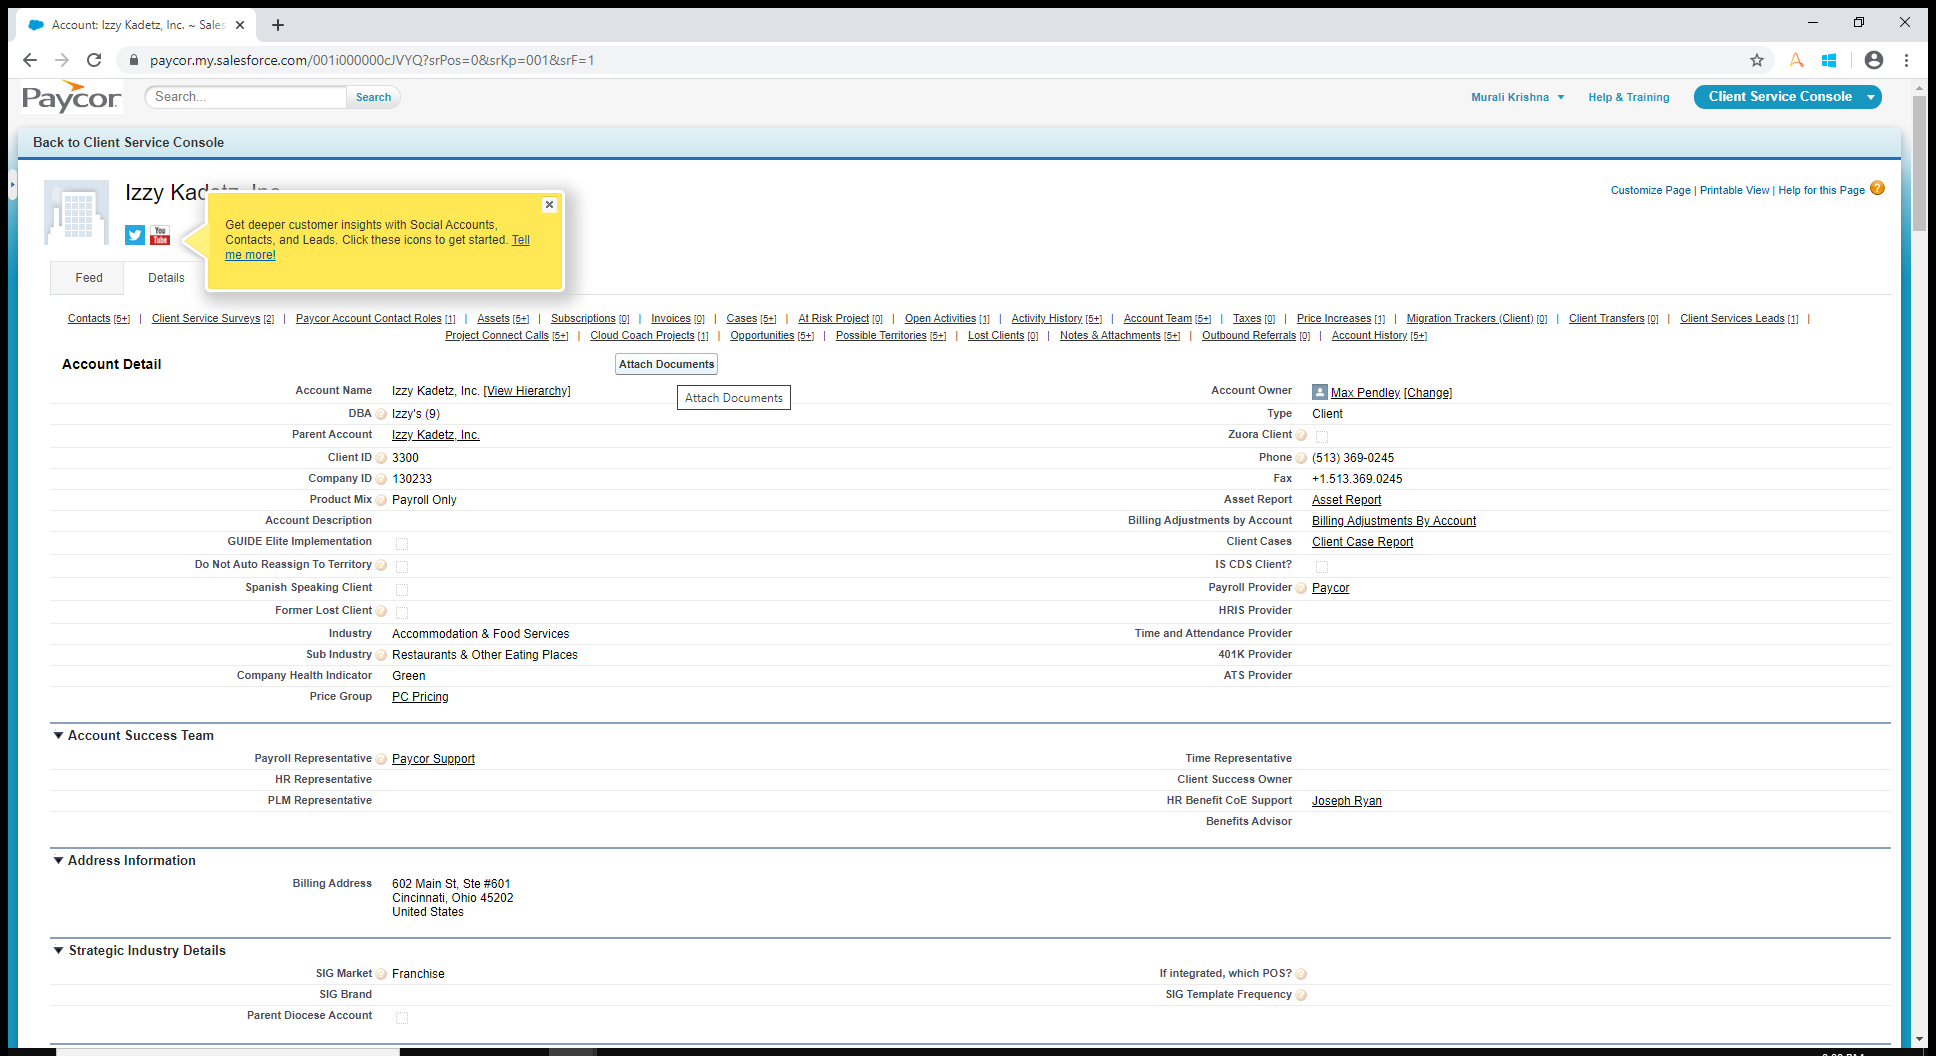 Account: Izzy Kadetz, Inc. ~ Sales
paycor.my.salesforce.com/001i000000cJVYQ?srPos=0&srKp=001&srF=1
Paycor
Search...
Search
Murali Krishna
Help & Training
Client Service Console
Back to Client Service Console
Izzy Kadetz, Inc.
Customize Page | Printable View | Help for this Page
You
Tube
Get deeper customer insights with Social Accounts,
Contacts, and Leads. Click these icons to get started. Tell
me more!
Feed
Details
Contacts [5+] | Client Service Surveys [2] | Paycor Account Contact Roles [1] | Assets [5+] | Subscriptions [0] | Invoices [0] | Cases [5+] | At Risk Project [0] | Open Activities [1] | Activity History [5+] | Account Team [5+] | Taxes [0] | Price Increases [1] | Migration Trackers (Client) [0] | Client Transfers [0] | Client Services Leads [1] |
Project Connect Calls [5+] | Cloud Coach Projects [1] | Opportunities [5+] | Possible Territories [5+] | Lost Clients [0] | Notes & Attachments [5+] | Outbound Referrals [0] | Account History [5+]
Account Detail
Attach Documents
Attach Documents
Account Name Izzy Kadetz, Inc. [View Hierarchy] Account Owner Max Pendley [Change]
DBA Izzy's (9) Type Client
Parent Account Izzy Kadetz, Inc. Zuora Client
Client ID 3300 Phone (513) 369-0245
Company ID 130233 Fax +1.513.369.0245
Product Mix Payroll Only Asset Report Asset Report
Account Description Billing Adjustments by Account Billing Adjustments By Account
GUIDE Elite Implementation Client Cases Client Case Report
Do Not Auto Reassign To Territory IS CDS Client?
Spanish Speaking Client Payroll Provider Paycor
Former Lost Client HRIS Provider
Industry Accommodation & Food Services Time and Attendance Provider
Sub Industry Restaurants & Other Eating Places 401K Provider
Company Health Indicator Green ATS Provider
Price Group PC Pricing
Account Success Team
Payroll Representative Paycor Support Time Representative
HR Representative Client Success Owner
PLM Representative HR Benefit CoE Support Joseph Ryan
Benefits Advisor
Address Information
Billing Address 602 Main St, Ste #601
Cincinnati, Ohio 45202
United States
Strategic Industry Details
SIG Market Franchise If integrated, which POS?
SIG Brand SIG Template Frequency
Parent Diocese Account